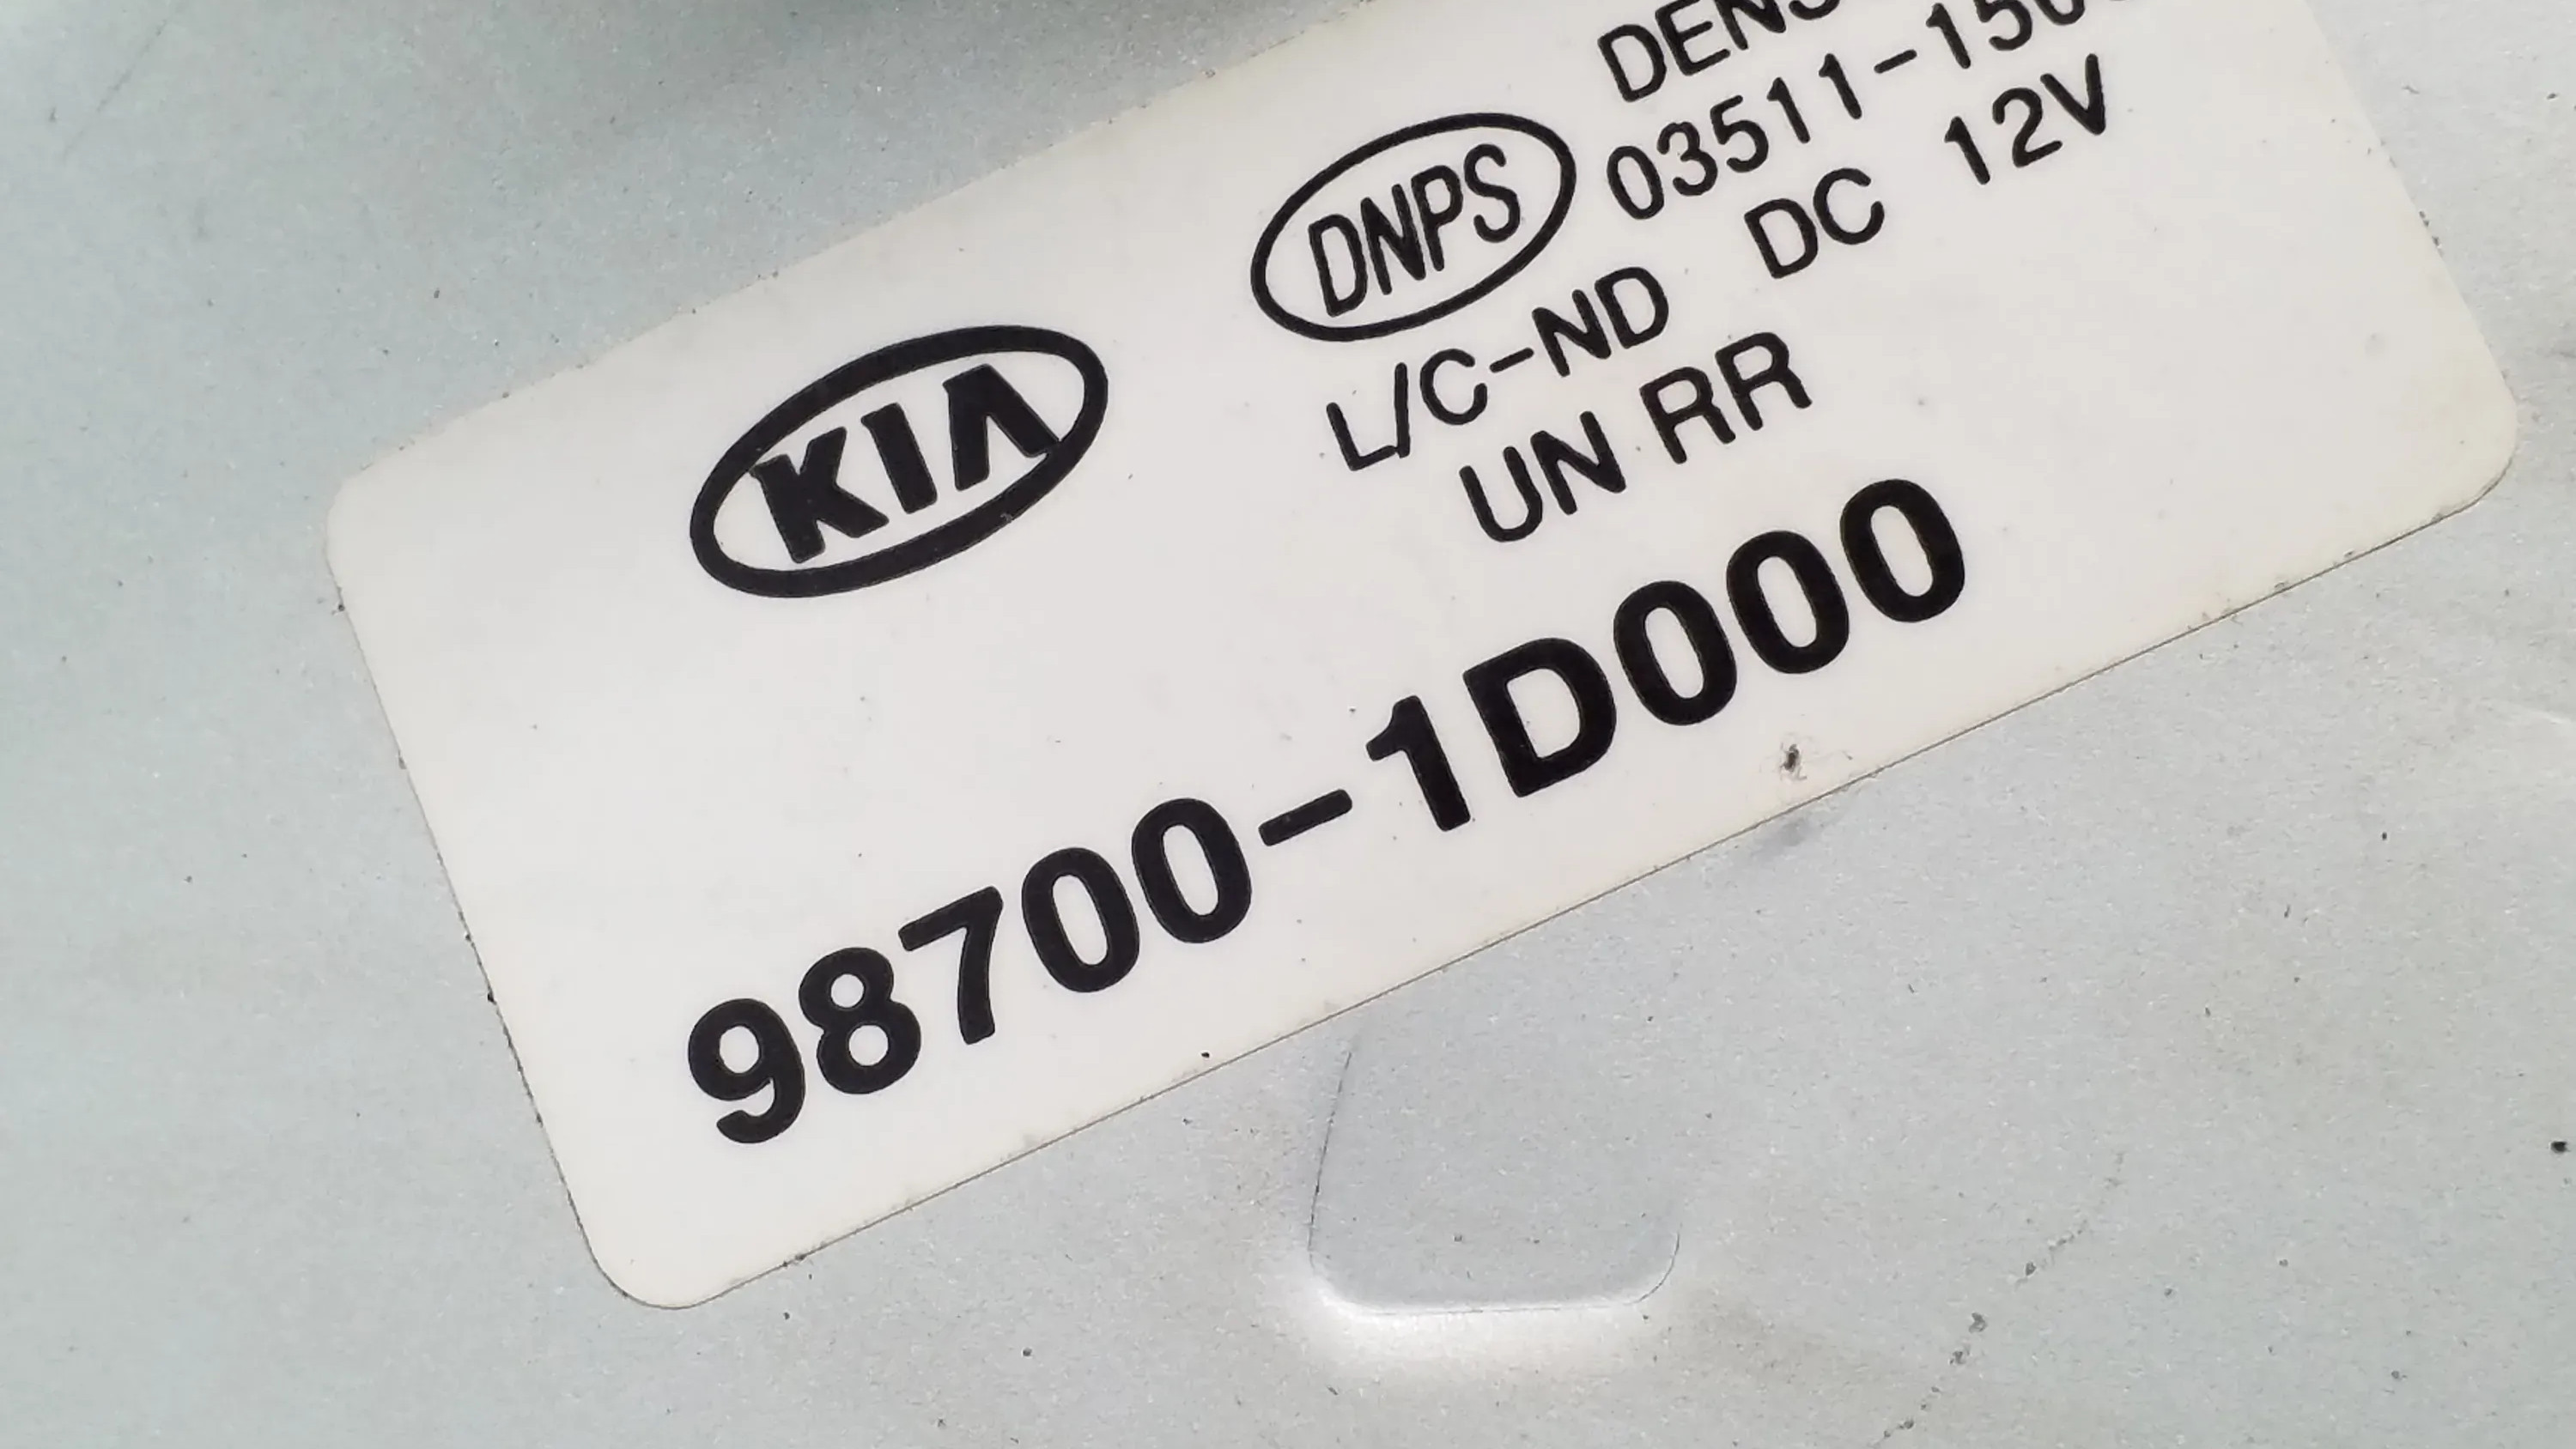 03511-150
DNPS
L/C-ND DC 12V
UN RR
KIA
98700-1D000